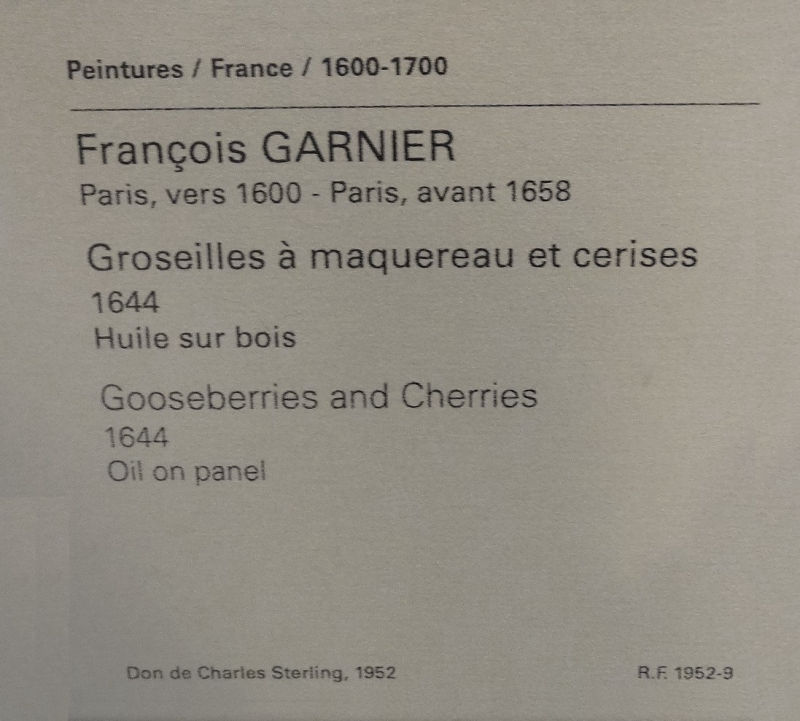 Peintures / France / 1600-1700
François GARNIER
Paris, vers 1600 - Paris, avant 1658
Groseilles à maquereau et cerises
1644
Huile sur bois
Gooseberries and Cherries
1644
Oil on panel
Don de Charles Sterling, 1952
R.F. 1952-9